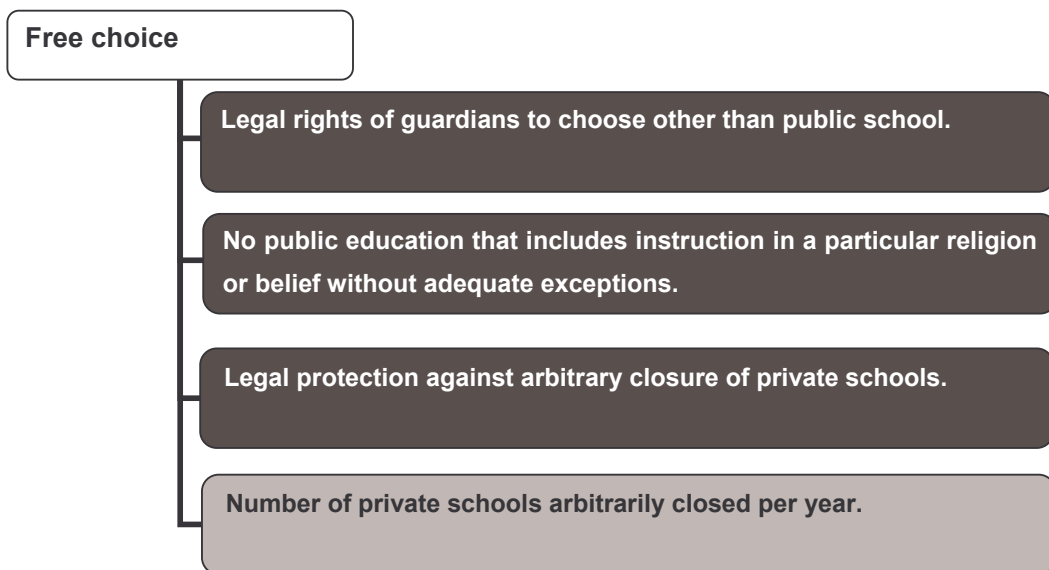 Free choice
Legal rights of guardians to choose other than public school.
No public education that includes instruction in a particular religion
or belief without adequate exceptions.
Legal protection against arbitrary closure of private schools.
Number of private schools arbitrarily closed per year.